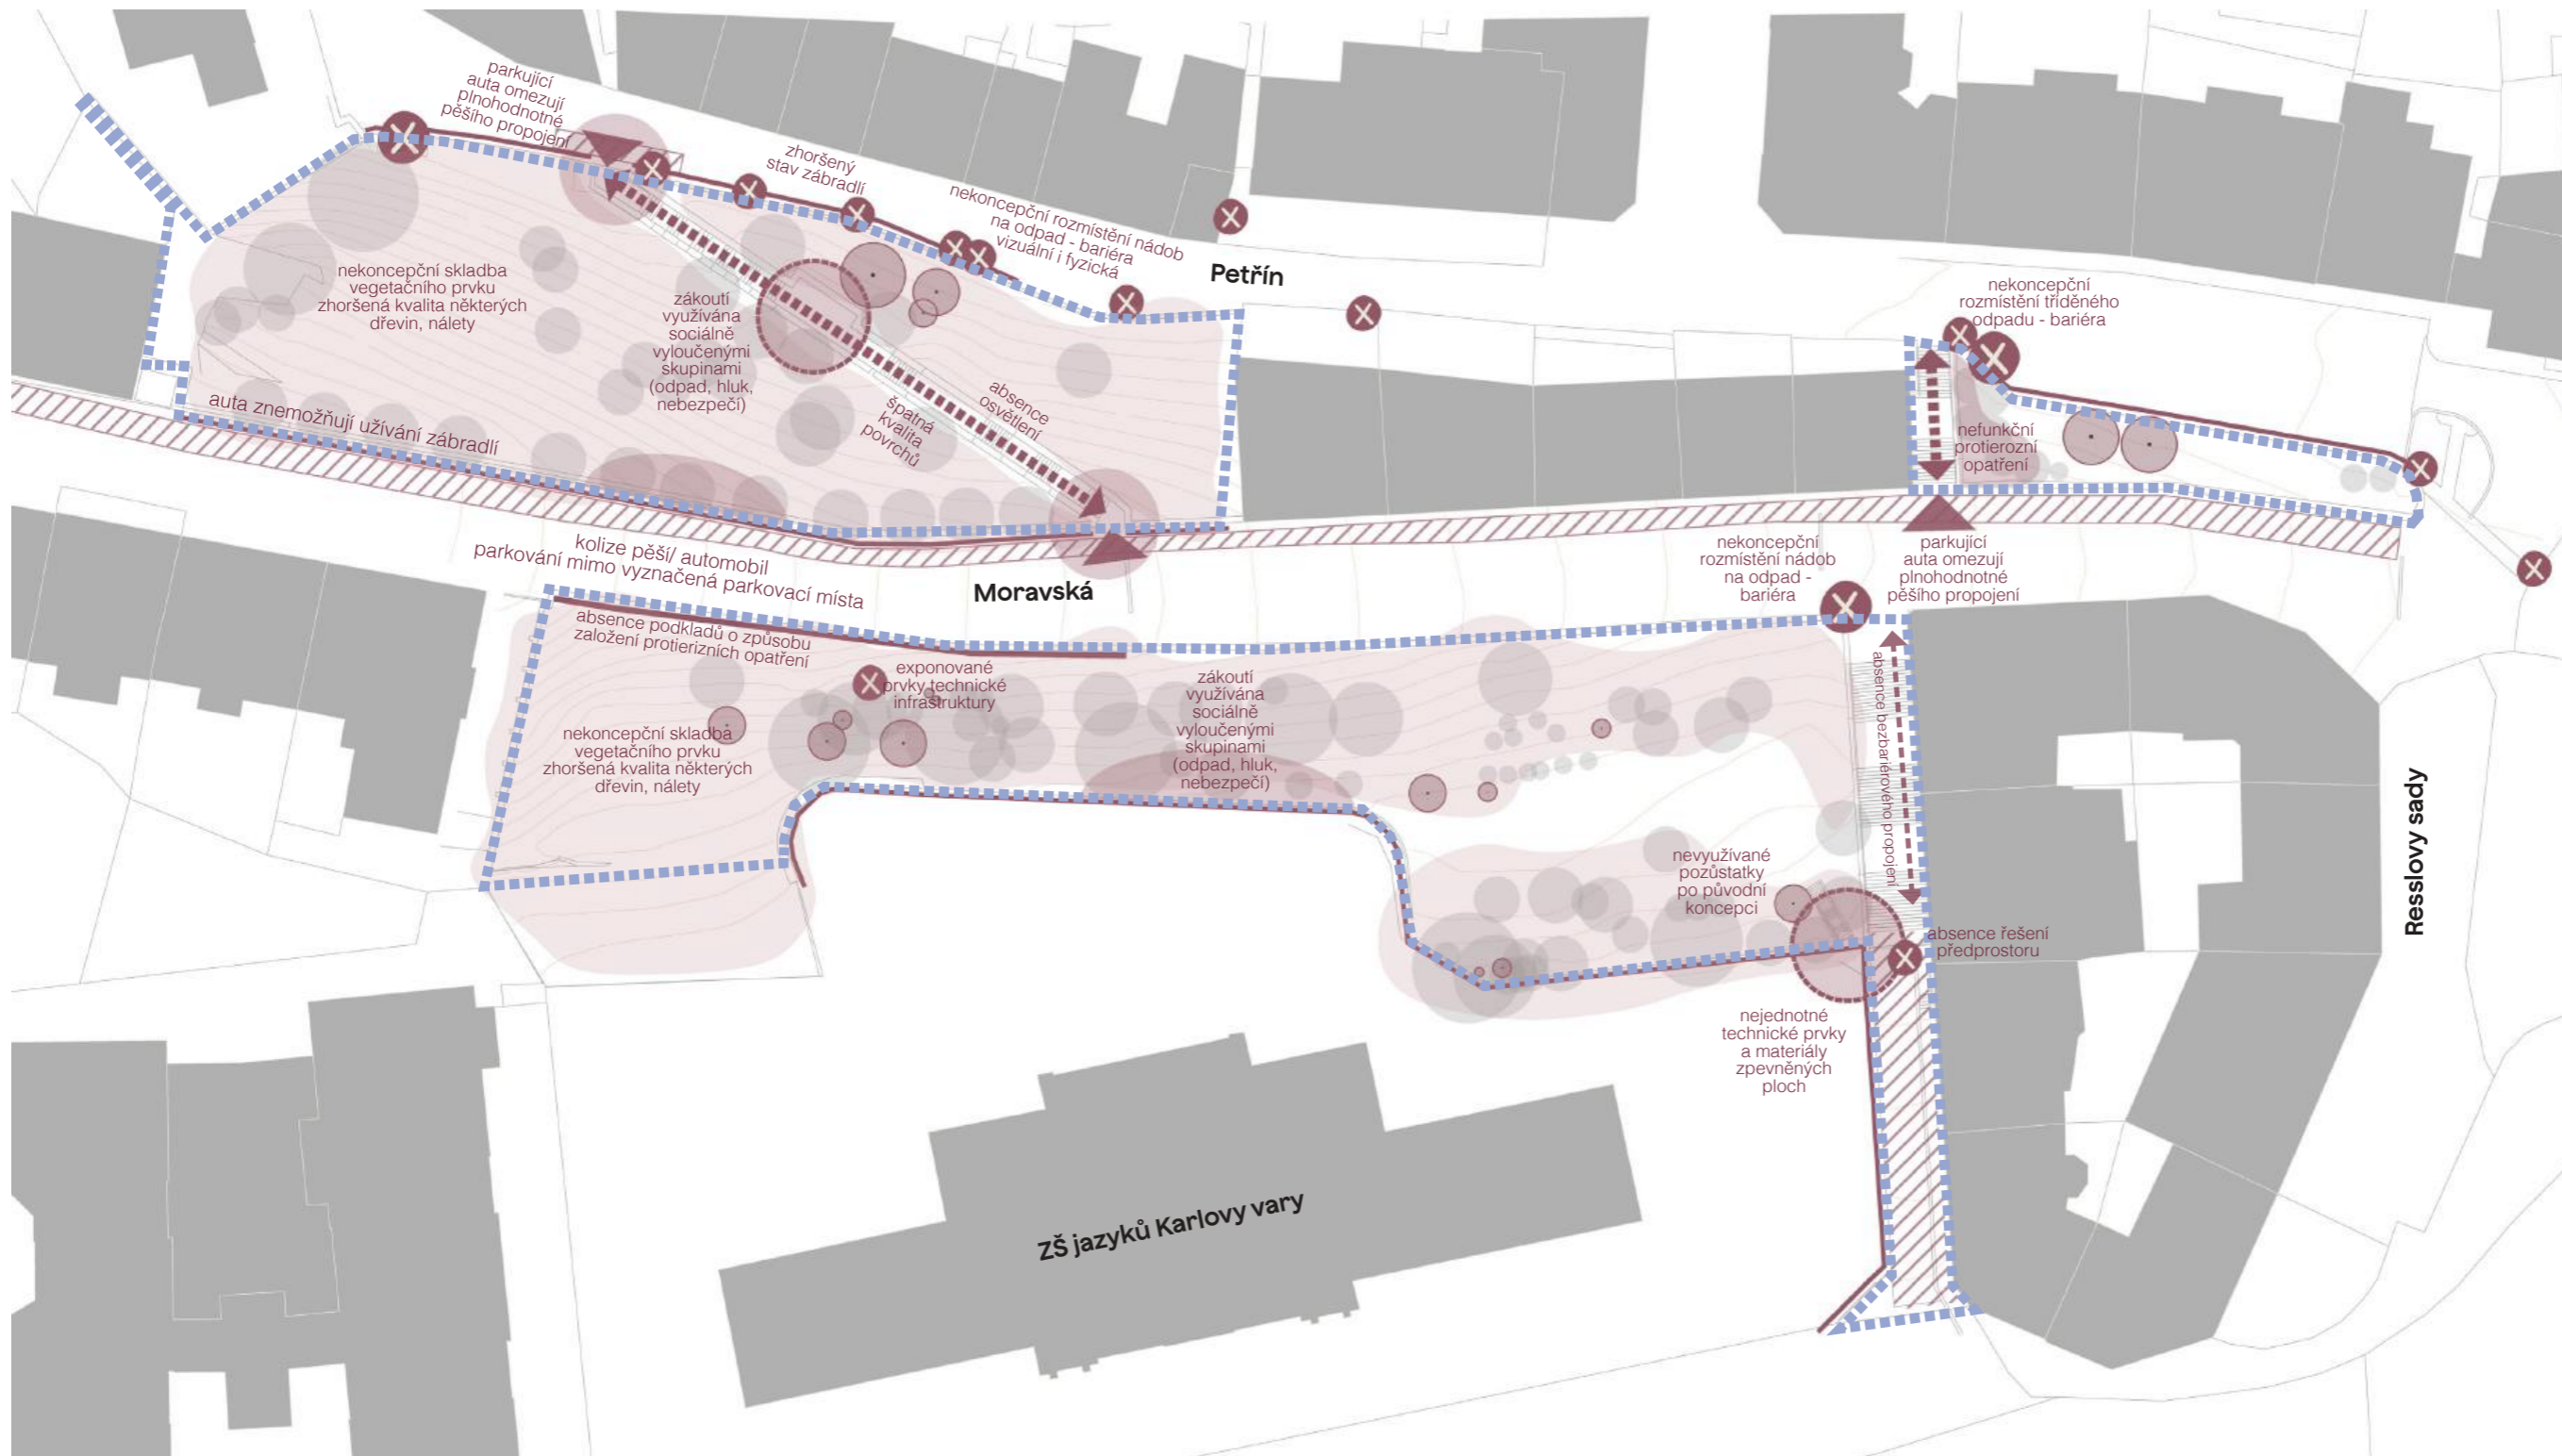 parkující
auta omezují
plnohodnotné
pěšího propojení
zhoršený
stav zábradlí
nekoncepční rozmístění nádob
na odpad - bariéra
vizuální i fyzická
Petřín
nekoncepční
rozmístění tříděného
odpadu - bariéra
nekoncepční skladba
vegetačního prvku
zhoršená kvalita některých
dřevin, nálety
zákoutí
využívána
sociálně
vyloučenými
skupinami
(odpad, hluk,
nebezpečí)
absence
osvětlení
špatná
kvalita
povrchů
nefunkční
protierozní
opatření
auta znemožňují užívání zábradlí
kolize pěší/ automobil
parkování mimo vyznačená parkovací místa
Moravská
nekoncepční
rozmístění nádob
na odpad -
bariéra
parkující
auta omezují
plnohodnotné
pěšího propojení
absence podkladů o způsobu
založení protierizních opatření
exponované
prvky technické
infrastruktury
zákoutí
využívána
sociálně
vyloučenými
skupinami
(odpad, hluk,
nebezpečí)
nekoncepční skladba
vegetačního prvku
zhoršená kvalita některých
dřevin, nálety
absence bezbariérového propojení
nevyužívané
pozůstatky
po původní
koncepci
absence řešení
předprostoru
Resslovy sady
nejednotné
technické prvky
a materiály
zpevněných
ploch
ZŠ jazyků Karlovy vary